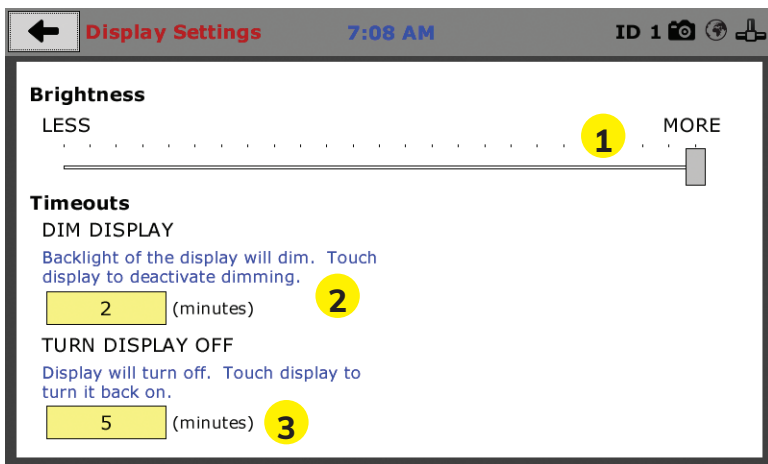 Display Settings 7:08 AM ID 1
Brightness
LESS MORE
1
Timeouts
DIM DISPLAY
Backlight of the display will dim. Touch
display to deactivate dimming.
2
2 (minutes)
TURN DISPLAY OFF
Display will turn off. Touch display to
turn it back on.
5 (minutes) 3